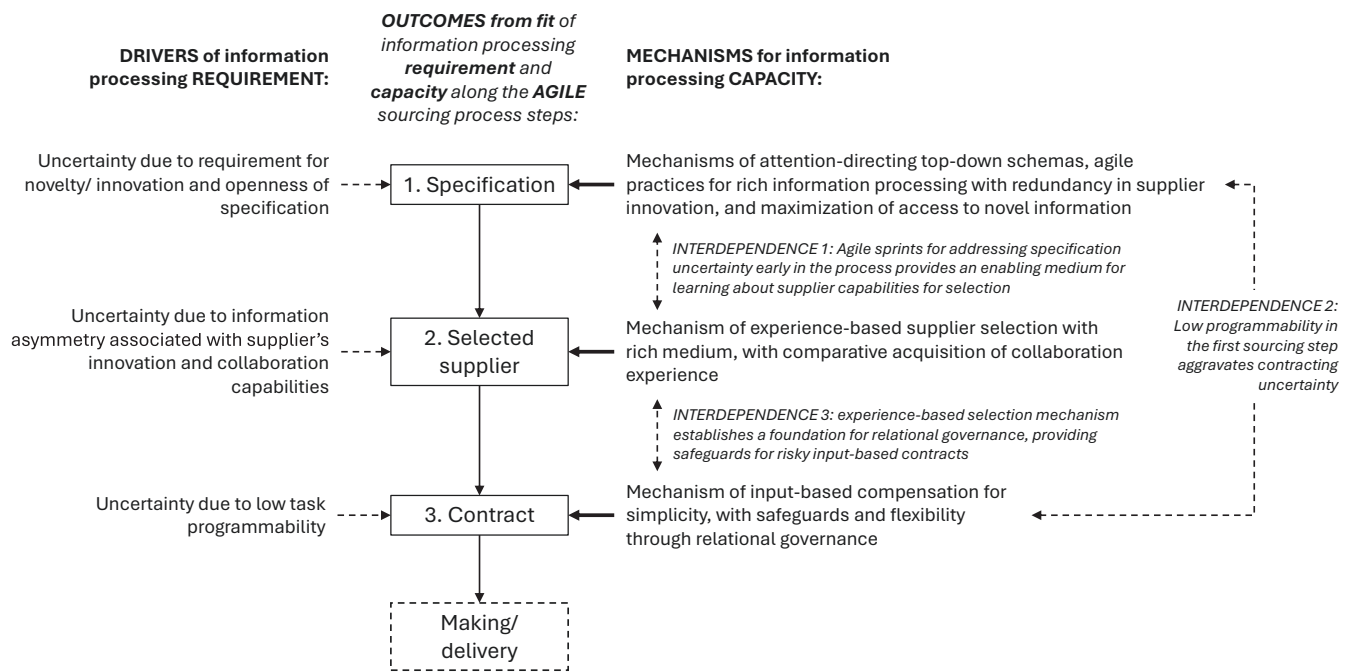 DRIVERS of information
processing REQUIREMENT:
OUTCOMES from fit of
information processing
requirement and
capacity along the AGILE
sourcing process steps:
MECHANISMS for information
processing CAPACITY:
Uncertainty due to requirement for
novelty/ innovation and openness of
specification
1. Specification
Mechanisms of attention-directing top-down schemas, agile
practices for rich information processing with redundancy in supplier
innovation, and maximization of access to novel information
INTERDEPENDENCE 1: Agile sprints for addressing specification
uncertainty early in the process provides an enabling medium for
learning about supplier capabilities for selection
INTERDEPENDENCE 2:
Low programmability in
the first sourcing step
aggravates contracting
uncertainty
Uncertainty due to information
asymmetry associated with supplier’s
innovation and collaboration
capabilities
2. Selected
supplier
Mechanism of experience-based supplier selection with
rich medium, with comparative acquisition of collaboration
experience
INTERDEPENDENCE 3: experience-based selection mechanism
establishes a foundation for relational governance, providing
safeguards for risky input-based contracts
Uncertainty due to low task
programmability
3. Contract
Mechanism of input-based compensation for
simplicity, with safeguards and flexibility
through relational governance
Making/
delivery